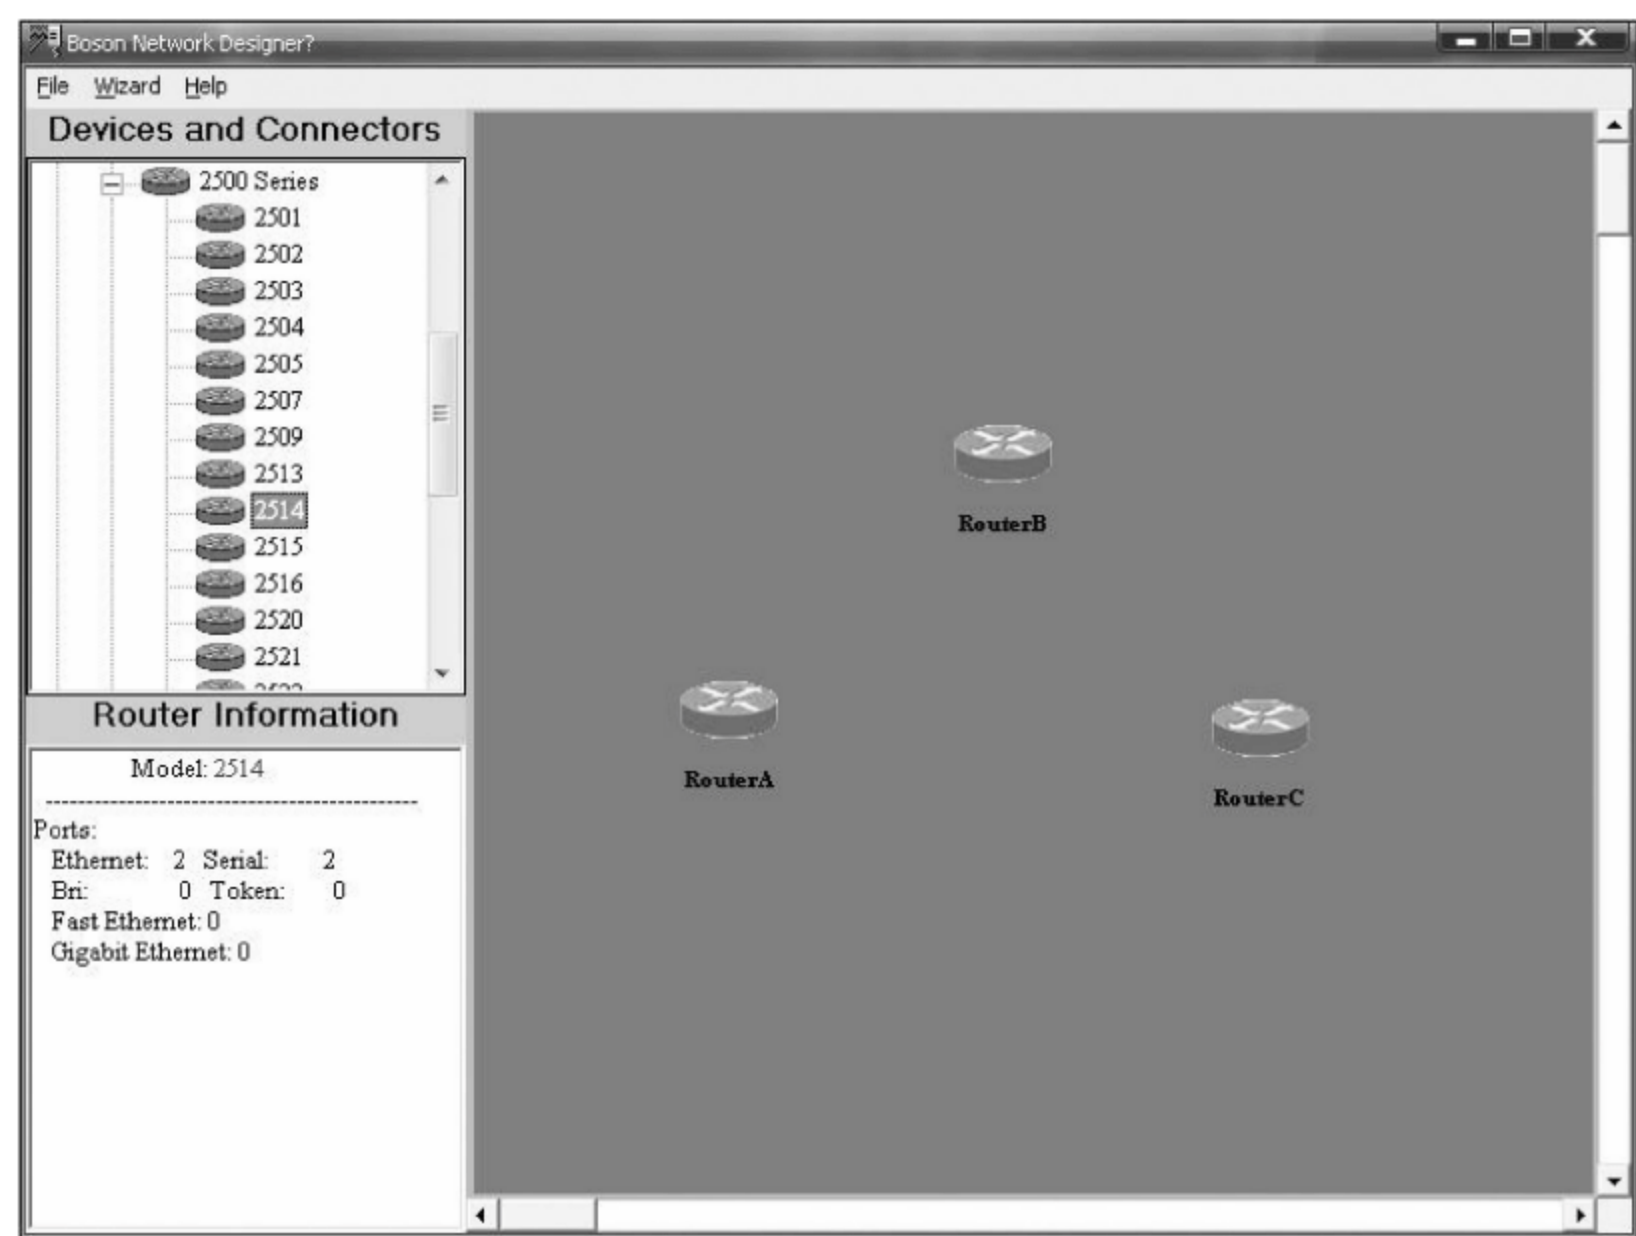 Boson Network Designer?
File Wizard Help
Devices and Connectors
2500 Series
2501
2502
2503
2504
2505
2507
2509
2513
2514
2515
2516
2520
2521
Router Information
Model: 2514
--------------------------------------------
Ports:
Ethernet: 2 Serial: 2
Bri: 0 Token: 0
Fast Ethernet: 0
Gigabit Ethernet: 0
RouterB
RouterA
RouterC